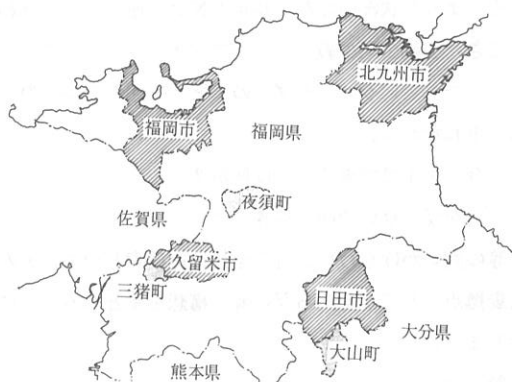 北九州市
福岡市
福岡県
夜須町
佐賀県
久留米市
三猪町
日田市
大分県
大山町
熊本県